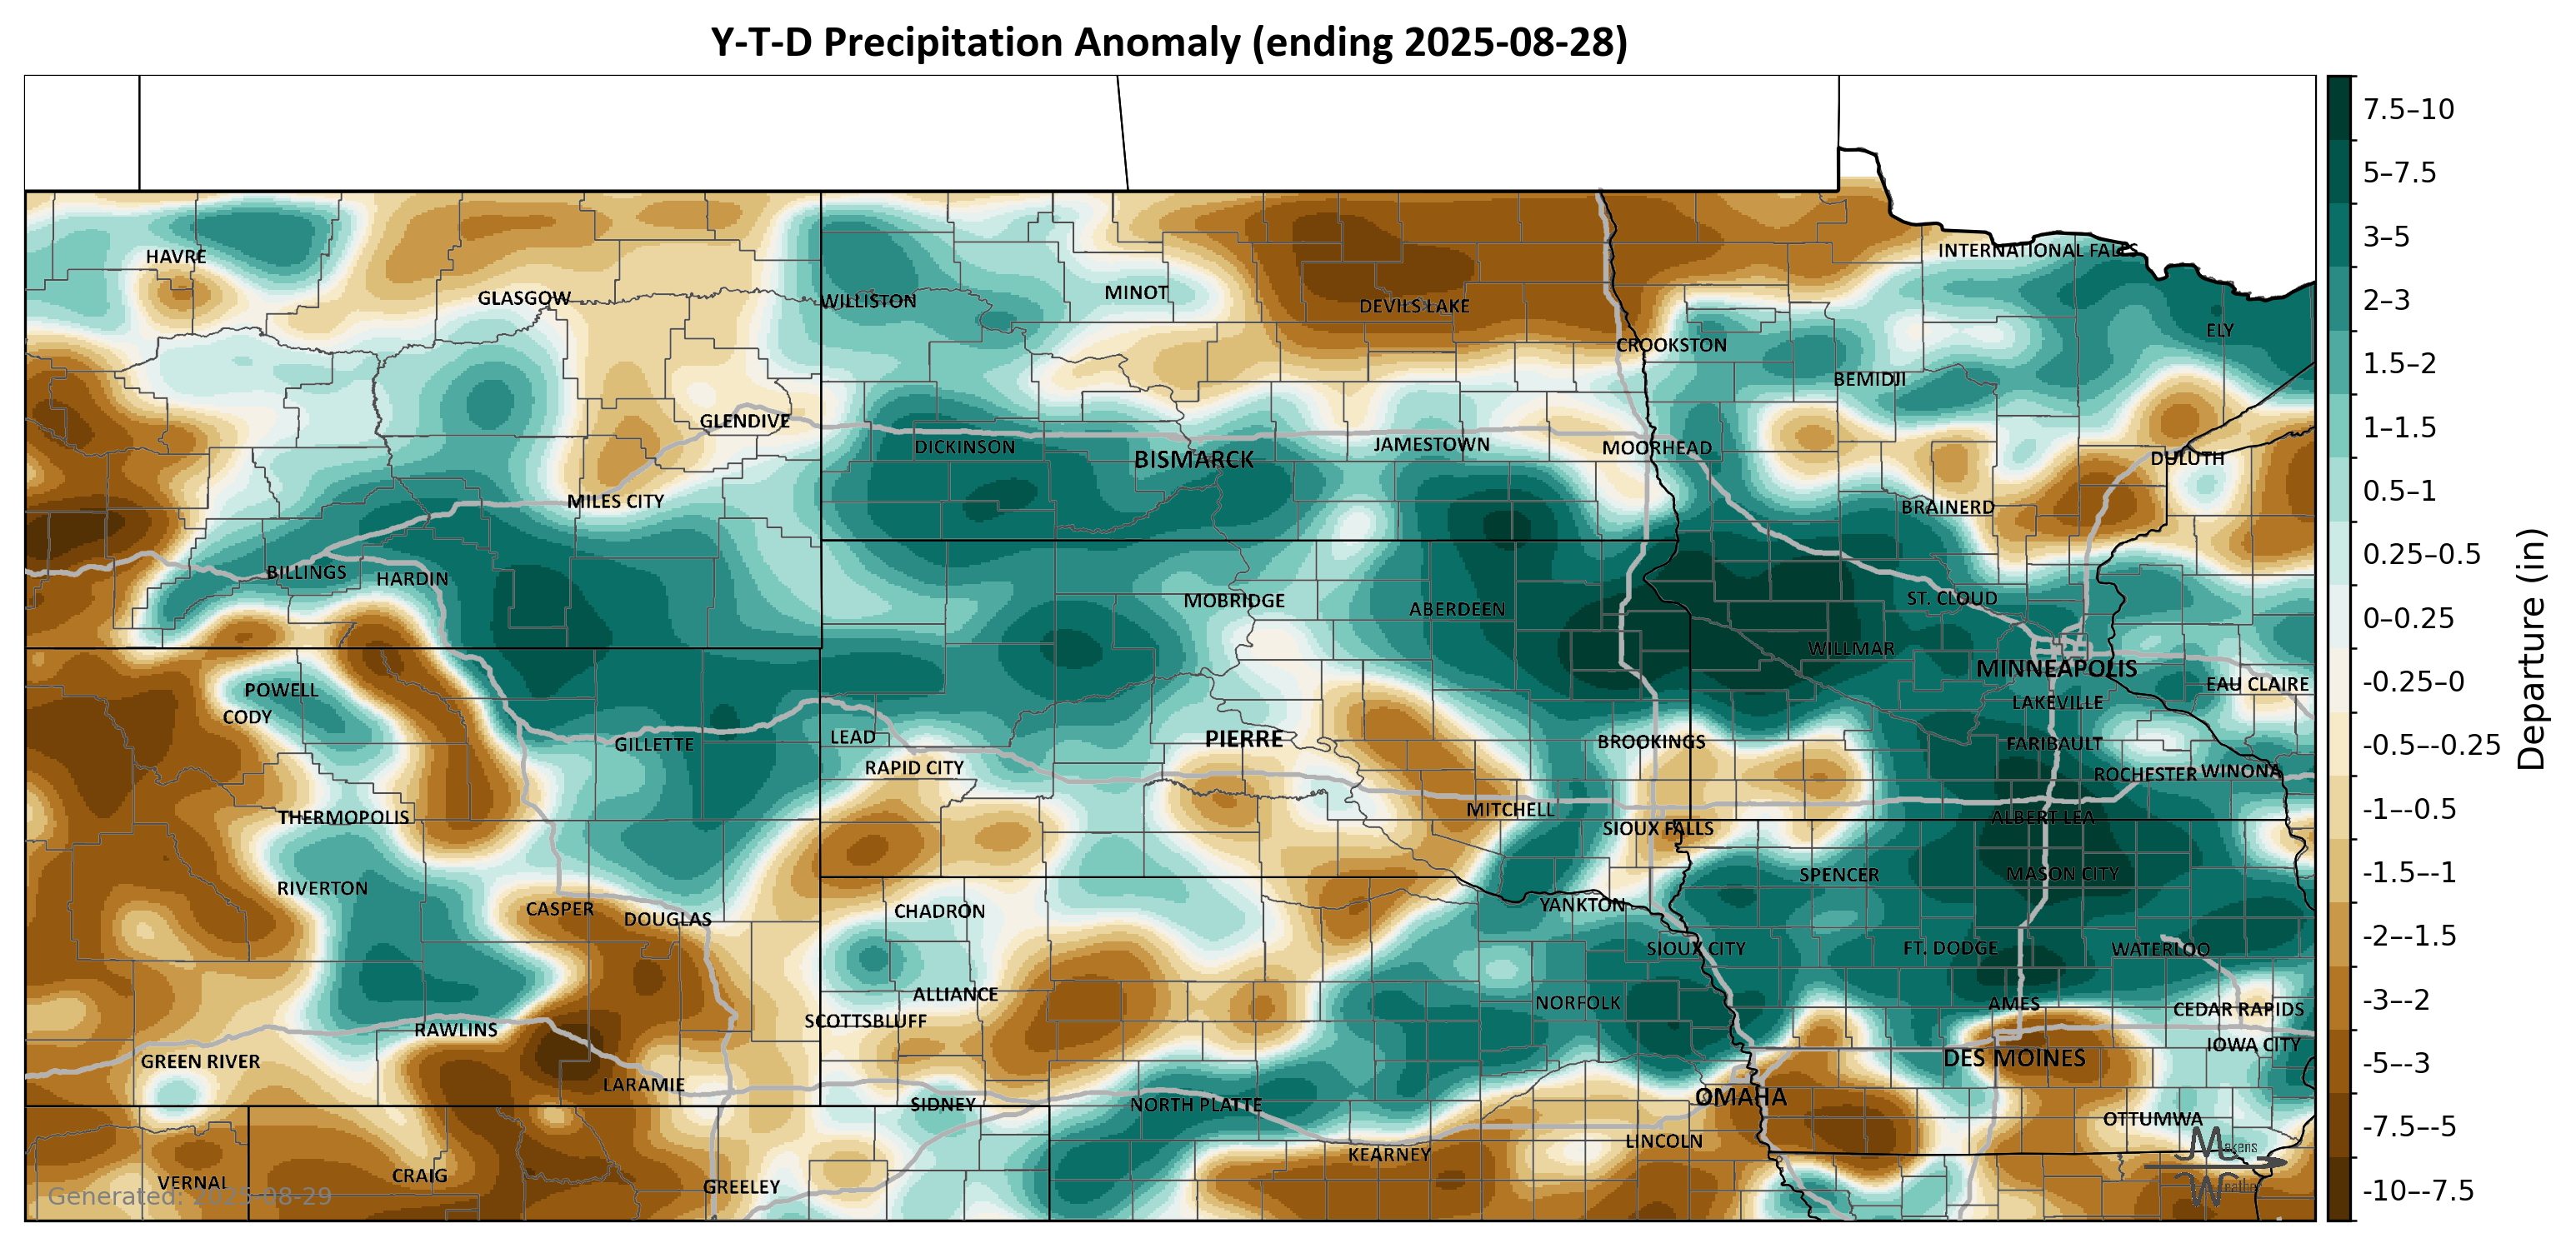 Y-T-D Precipitation Anomaly (ending 2025-08-28)
7.5–10
5–7.5
3–5
2–3
1.5–2
1–1.5
0.5–1
0.25–0.5
0–0.25
-0.25–0
-0.5–-0.25
-1–-0.5
-1.5–-1
-2–-1.5
-3–-2
-5–-3
-7.5–-5
-10–-7.5
Departure (in)
HAVRE
INTERNATIONAL FALLS
GLASGOW
WILLISTON
MINOT
DEVILS LAKE
ELY
CROOKSTON
BEMIDJI
GLENDIVE
DICKINSON
BISMARCK
JAMESTOWN
MOORHEAD
DULUTH
MILES CITY
BRAINERD
BILLINGS
HARDIN
MOBRIDGE
ABERDEEN
ST. CLOUD
WILLMAR
MINNEAPOLIS
POWELL
EAU CLAIRE
CODY
LAKEVILLE
GILLETTE
LEAD
PIERRE
BROOKINGS
FARIBAULT
RAPID CITY
ROCHESTER
WINONA
THERMOPOLIS
MITCHELL
ALBERT LEA
SIOUX FALLS
RIVERTON
SPENCER
MASON CITY
CASPER
DOUGLAS
CHADRON
YANKTON
SIOUX CITY
FT. DODGE
WATERLOO
ALLIANCE
NORFOLK
AMES
CEDAR RAPIDS
SCOTTSBLUFF
RAWLINS
IOWA CITY
GREEN RIVER
DES MOINES
LARAMIE
SIDNEY
NORTH PLATTE
OMAHA
OTTUMWA
LINCOLN
KEARNEY
VERNAL
CRAIG
GREELEY
Generated: 2025-08-29
Makens
Weather